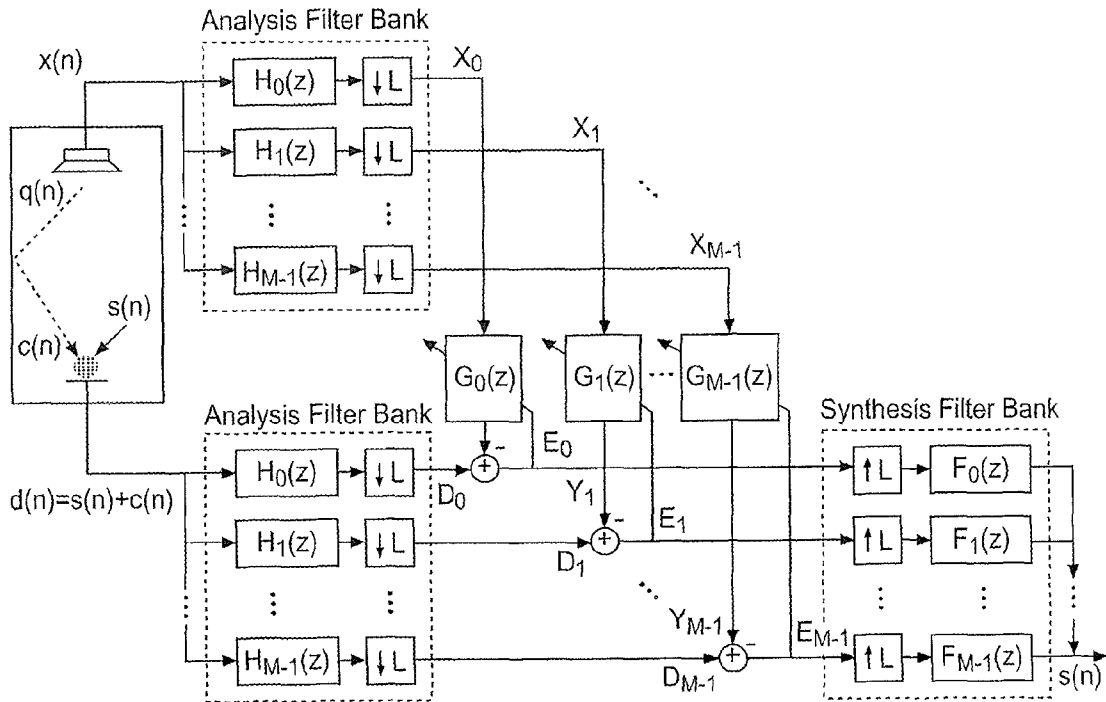 Analysis Filter Bank
x(n)
H0(z)
↓L
X0
H1(z)
↓L
X1
q(n)
HM-1(z)
↓L
XM-1
s(n)
c(n)
G0(z)
G1(z)
GM-1(z)
Analysis Filter Bank
Synthesis Filter Bank
-
E0
H0(z)
↓L
D0
+
↑L
F0(z)
d(n)=s(n)+c(n)
Y1
-
E1
H1(z)
↓L
D1
+
↑L
F1(z)
YM-1
-
EM-1
HM-1(z)
↓L
DM-1
+
↑L
FM-1(z)
s(n)